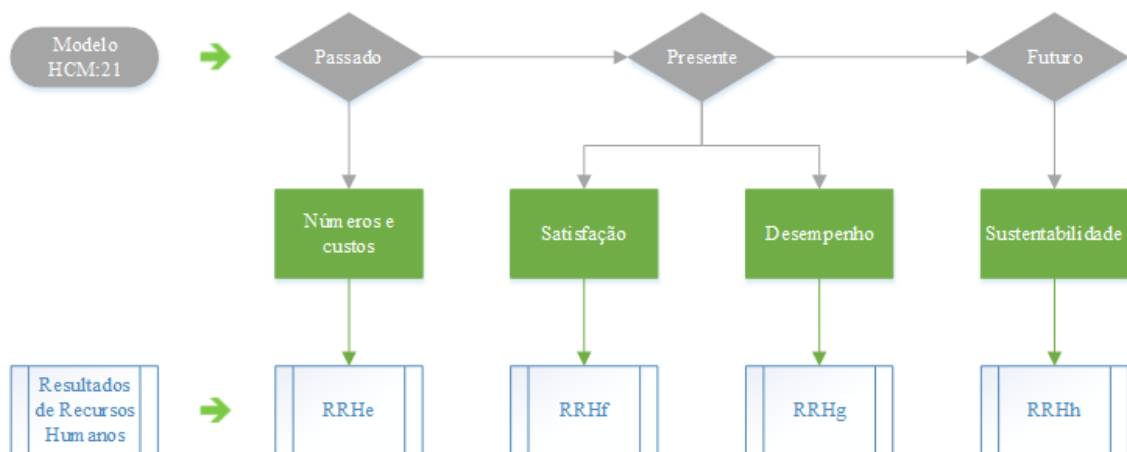 Modelo
HCM:21
Passado
Presente
Futuro
Números e
custos
Satisfação
Desempenho
Sustentabilidade
Resultados
de Recursos
Humanos
RRHe
RRHf
RRHg
RRHh